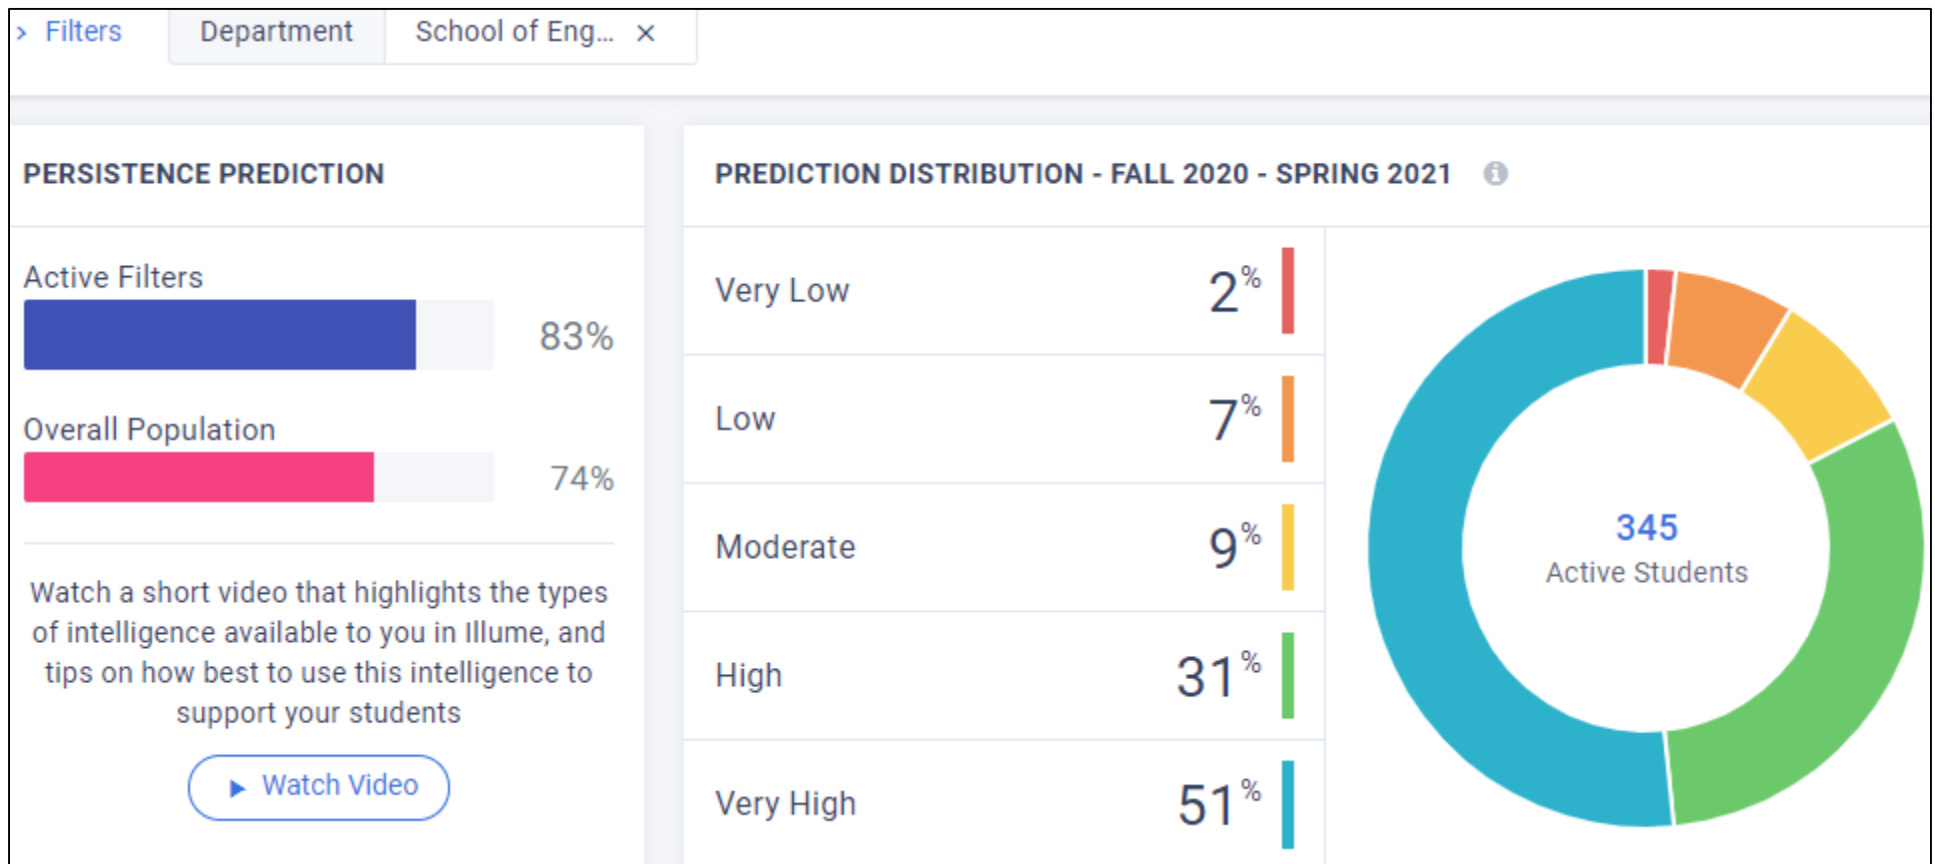 Filters
Department
School of Eng...
PERSISTENCE PREDICTION
Active Filters
83%
Overall Population
74%
Watch a short video that highlights the types
of intelligence available to you in Illume, and
tips on how best to use this intelligence to
support your students
Watch Video
PREDICTION DISTRIBUTION - FALL 2020 - SPRING 2021
Very Low 2%
Low 7%
Moderate 9%
High 31%
Very High 51%
345
Active Students